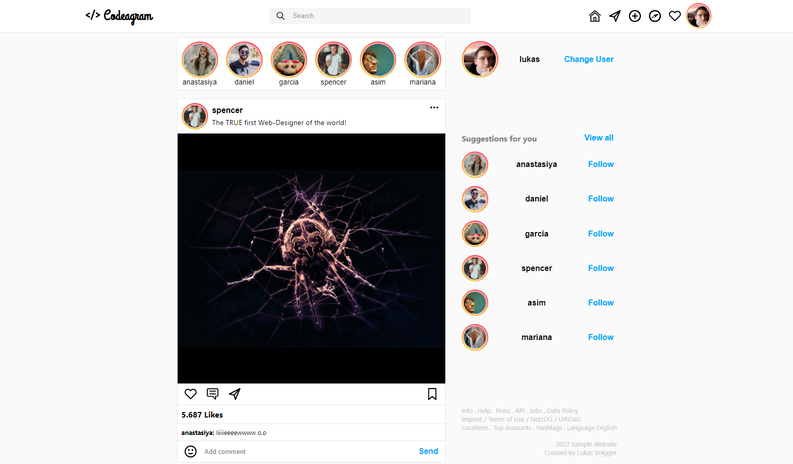 </> Codeagram
Search
anastasiya daniel garcia spencer asim mariana
lukas Change User
spencer
The TRUE first Web-Designer of the world!
Suggestions for you View all
anastasiya Follow
daniel Follow
garcia Follow
spencer Follow
asim Follow
mariana Follow
5.687 Likes
anastasiya: Iiiiieeeewwww o.o
Add comment Send
Info . Help . Press . API . Jobs . Data Policy
Imprint / Terms of Use / NetzDG / UrhDaG
Locations . Top Accounts . Hashtags . Language English
2022 Sample Website
Created by Lukas Volgger